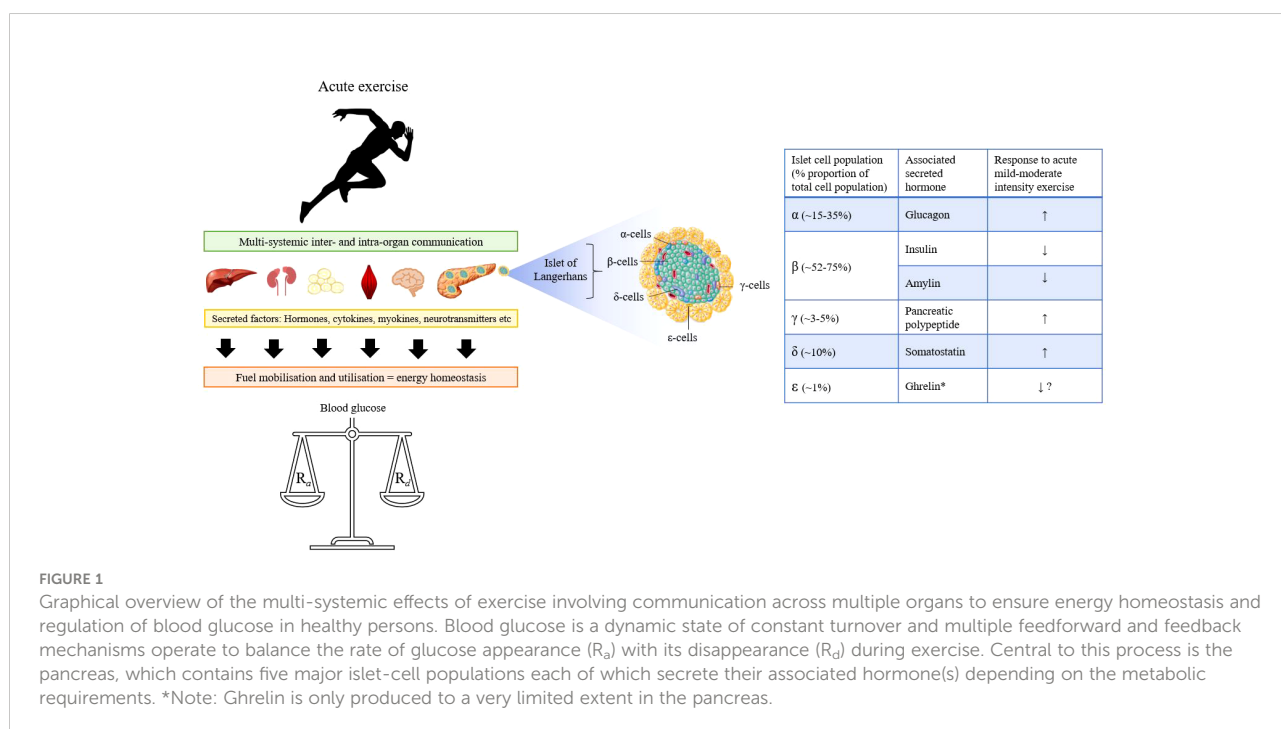 Acute exercise
Multi-systemic inter- and intra-organ communication
Secreted factors: Hormones, cytokines, myokines, neurotransmitters etc
Fuel mobilisation and utilisation = energy homeostasis
Blood glucose
Rₐ
R_d
Islet of
Langerhans
α-cells
β-cells
δ-cells
ε-cells
γ-cells
Islet cell population
(% proportion of
total cell population)
Associated
secreted
hormone
Response to acute
mild-moderate
intensity exercise
α (~15-35%)
Glucagon
↑
β (~52-75%)
Insulin
↓
Amylin
↓
γ (~3-5%)
Pancreatic
polypeptide
↑
δ (~10%)
Somatostatin
↑
ε (~1%)
Ghrelin*
↓ ?
FIGURE 1
Graphical overview of the multi-systemic effects of exercise involving communication across multiple organs to ensure energy homeostasis and
regulation of blood glucose in healthy persons. Blood glucose is a dynamic state of constant turnover and multiple feedforward and feedback
mechanisms operate to balance the rate of glucose appearance (Rₐ) with its disappearance (R_d) during exercise. Central to this process is the
pancreas, which contains five major islet-cell populations each of which secrete their associated hormone(s) depending on the metabolic
requirements. *Note: Ghrelin is only produced to a very limited extent in the pancreas.